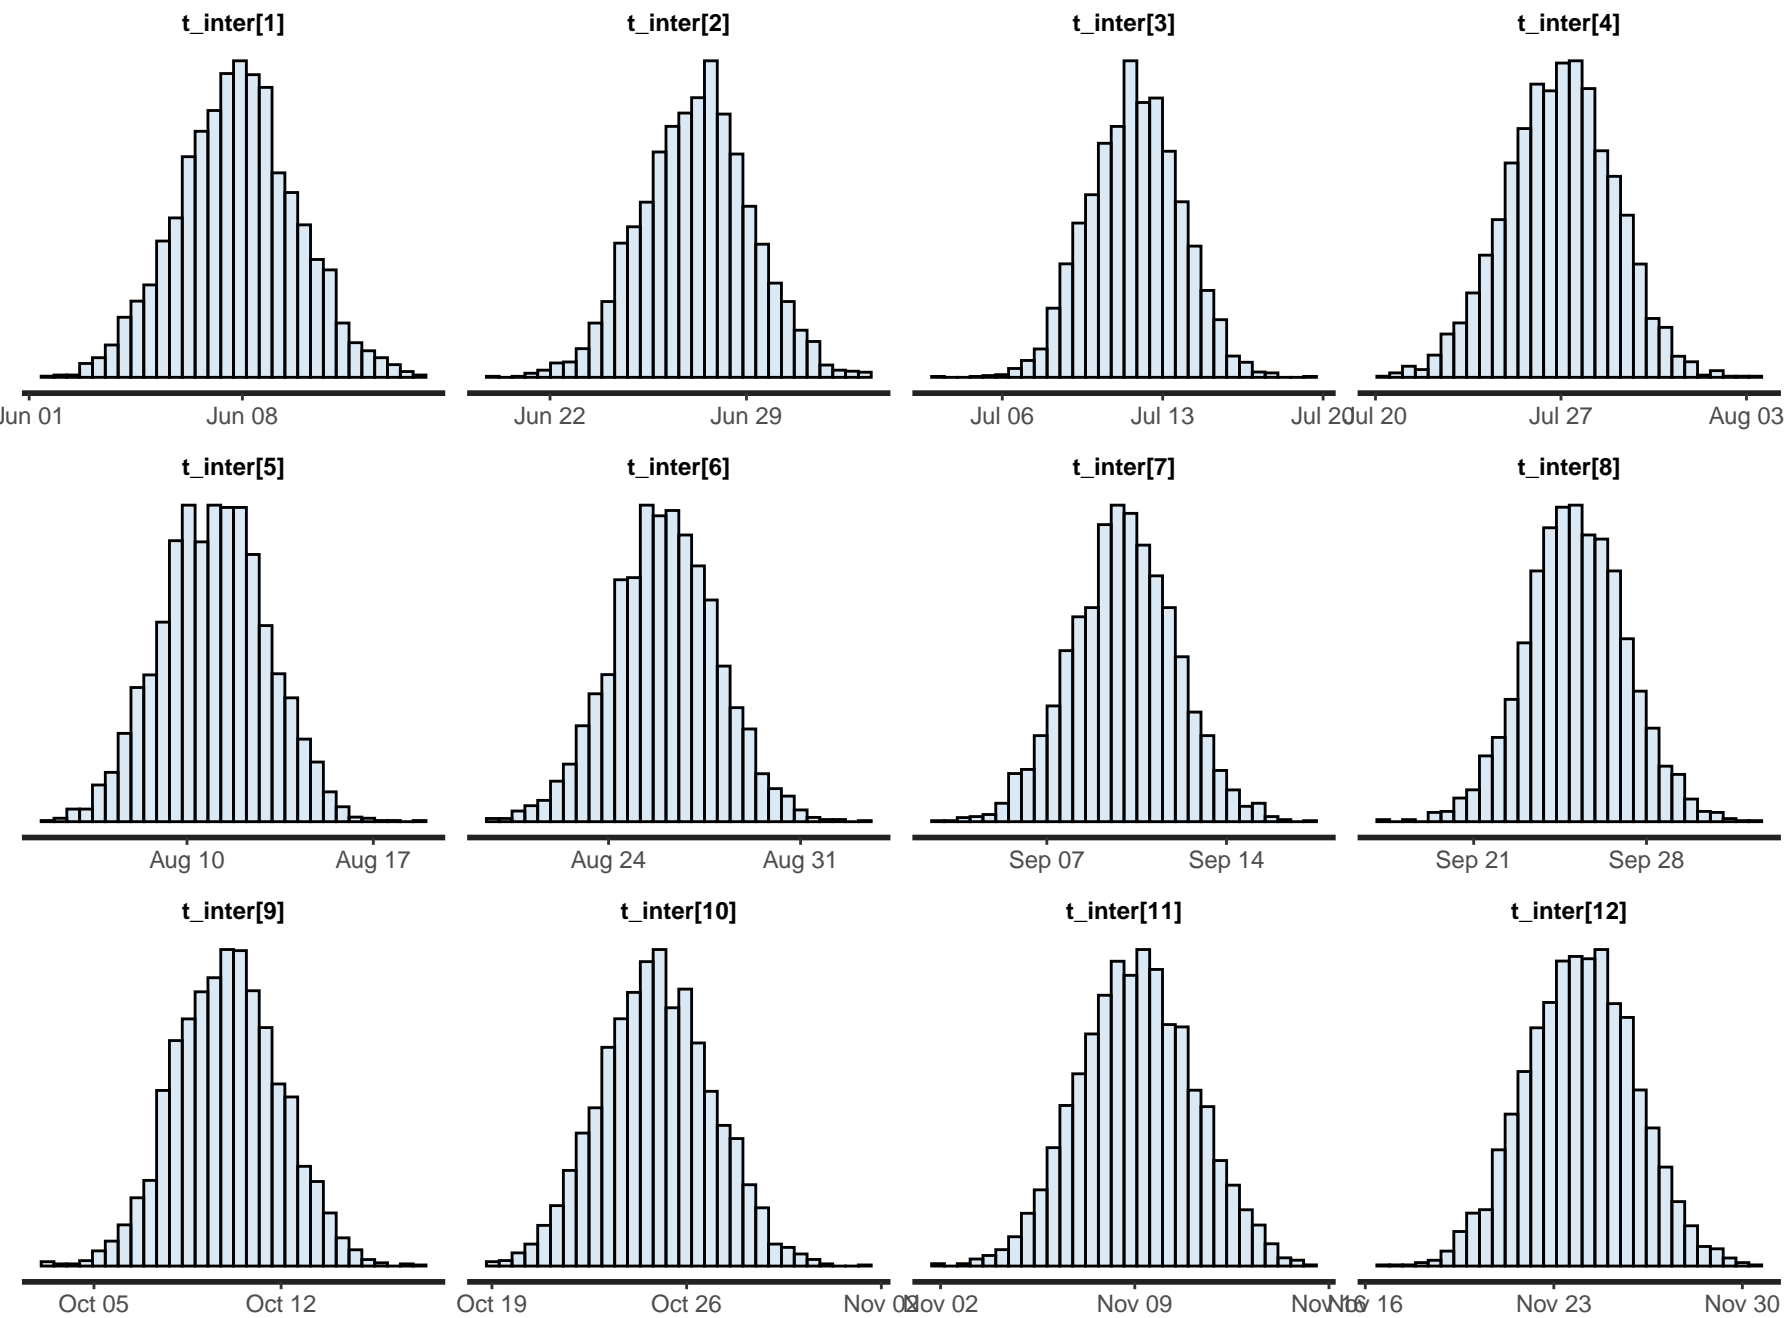 t_inter[1] t_inter[2] t_inter[3] t_inter[4]
Jun 01 Jun 08 Jun 22 Jun 29 Jul 06 Jul 13 Jul 20 Jul 20 Jul 27 Aug 03
t_inter[5] t_inter[6] t_inter[7] t_inter[8]
Aug 10 Aug 17 Aug 24 Aug 31 Sep 07 Sep 14 Sep 21 Sep 28
t_inter[9] t_inter[10] t_inter[11] t_inter[12]
Oct 05 Oct 12 Oct 19 Oct 26 Nov 02 Nov 02 Nov 09 Nov 16 Nov 16 Nov 23 Nov 30